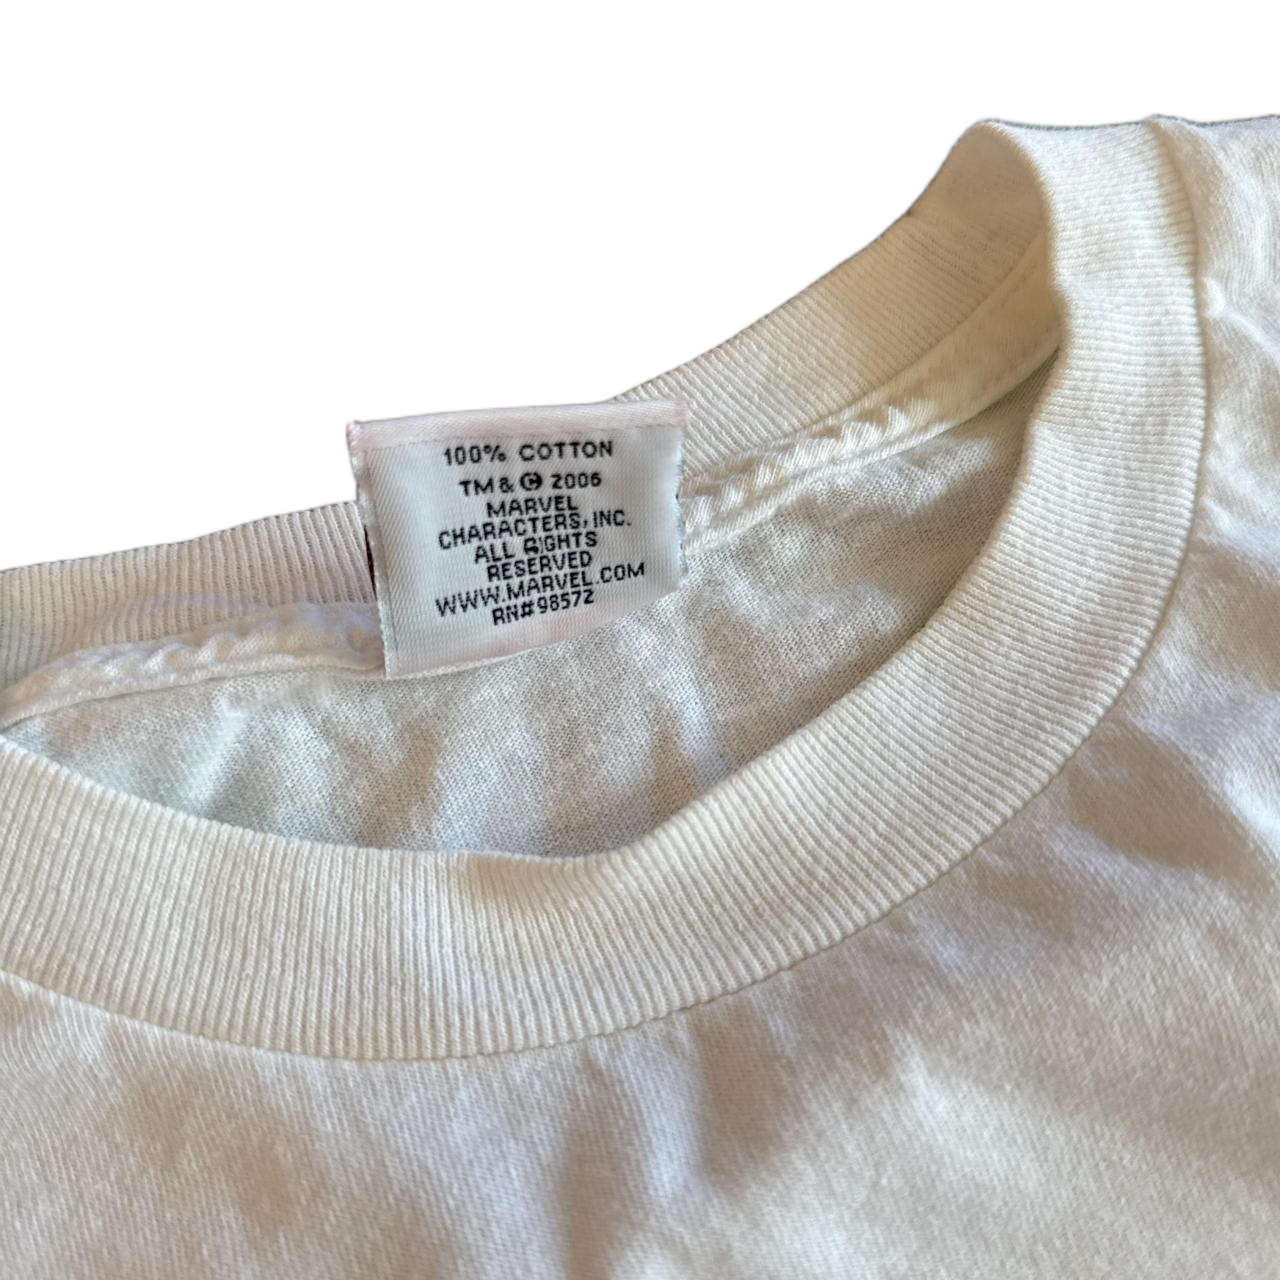 100% COTTON
TM & © 2006
MARVEL
CHARACTERS, INC.
ALL RIGHTS
RESERVED
WWW.MARVEL.COM
RN#98572